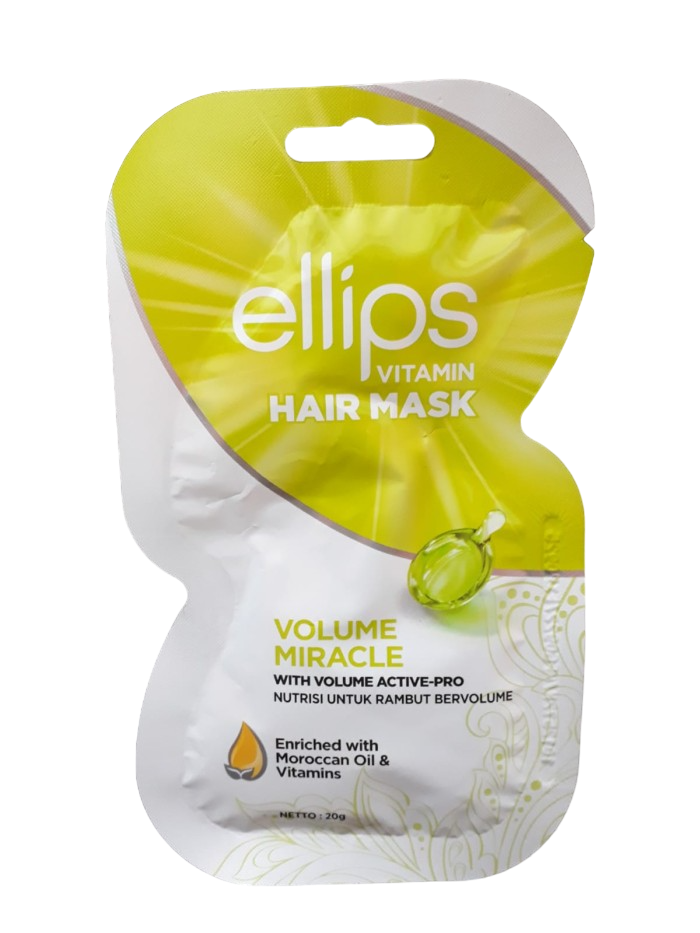 ellips
VITAMIN
HAIR MASK
VOLUME
MIRACLE
WITH VOLUME ACTIVE-PRO
NUTRISI UNTUK RAMBUT BERVOLUME
Enriched with
Moroccan Oil &
Vitamins
NETTO : 20g